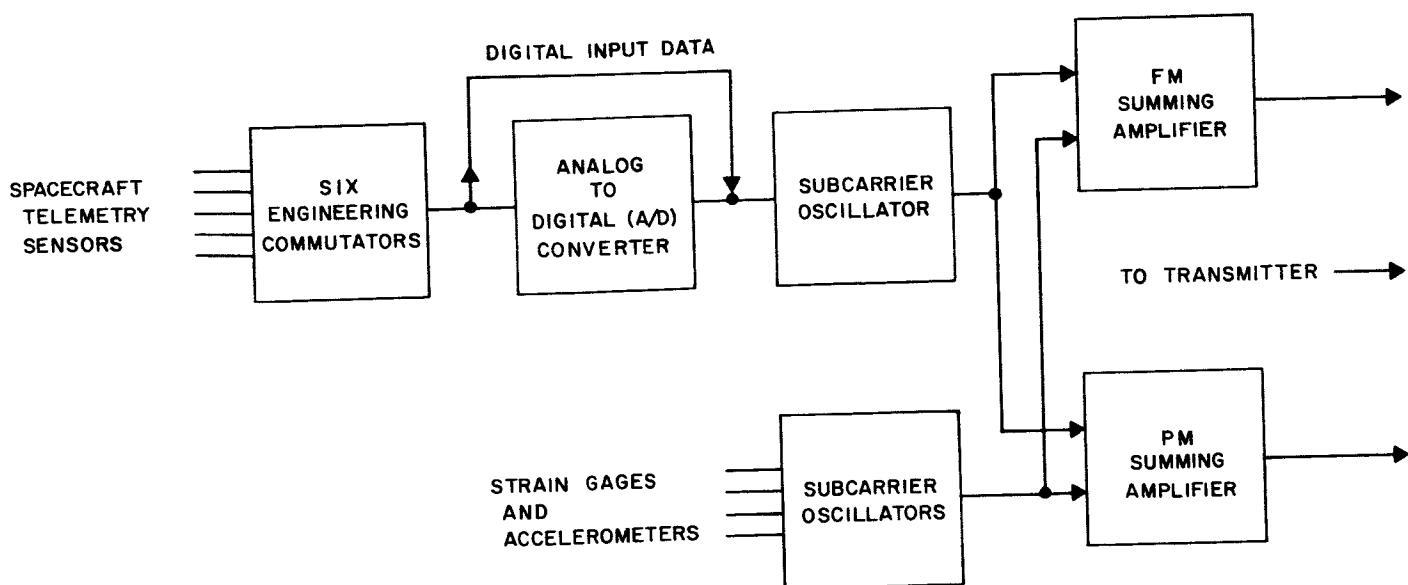 DIGITAL INPUT DATA
SPACECRAFT
TELEMETRY
SENSORS
SIX
ENGINEERING
COMMUTATORS
ANALOG
TO
DIGITAL (A/D)
CONVERTER
SUBCARRIER
OSCILLATOR
FM
SUMMING
AMPLIFIER
TO TRANSMITTER
STRAIN GAGES
AND
ACCELEROMETERS
SUBCARRIER
OSCILLATORS
PM
SUMMING
AMPLIFIER